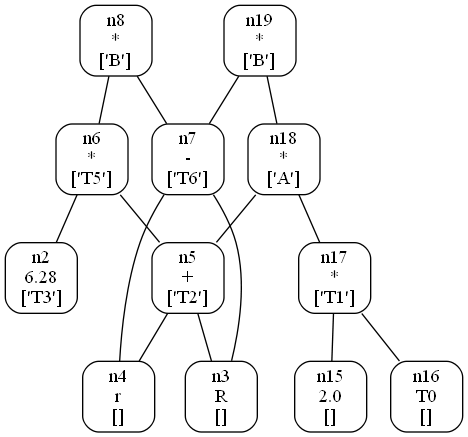 n8
*
['B']
n19
*
['B']
n6
*
['T5']
n7
-
['T6']
n18
*
['A']
n2
6.28
['T3']
n5
+
['T2']
n17
*
['T1']
n4
r
[]
n3
R
[]
n15
2.0
[]
n16
T0
[]